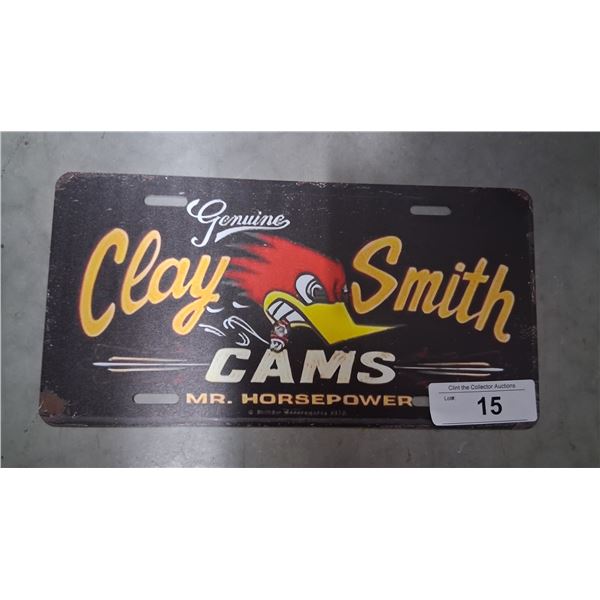 Genuine
Clay Smith
CAMS
MR. HORSEPOWER
Clint the Collector Auctions
Lot#:
15